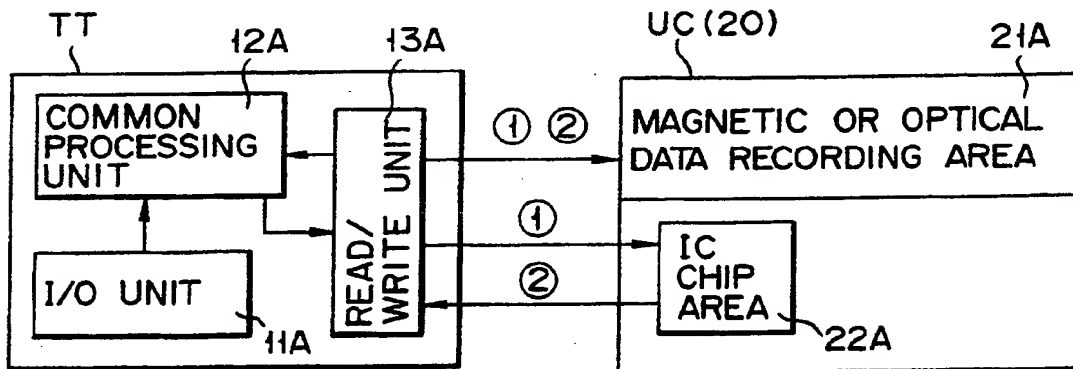 TT
12A
13A
UC(20)
21A
COMMON
PROCESSING
UNIT
READ/
WRITE UNIT
① ②
MAGNETIC OR OPTICAL
DATA RECORDING AREA
①
②
I/O UNIT
11A
IC
CHIP
AREA
22A